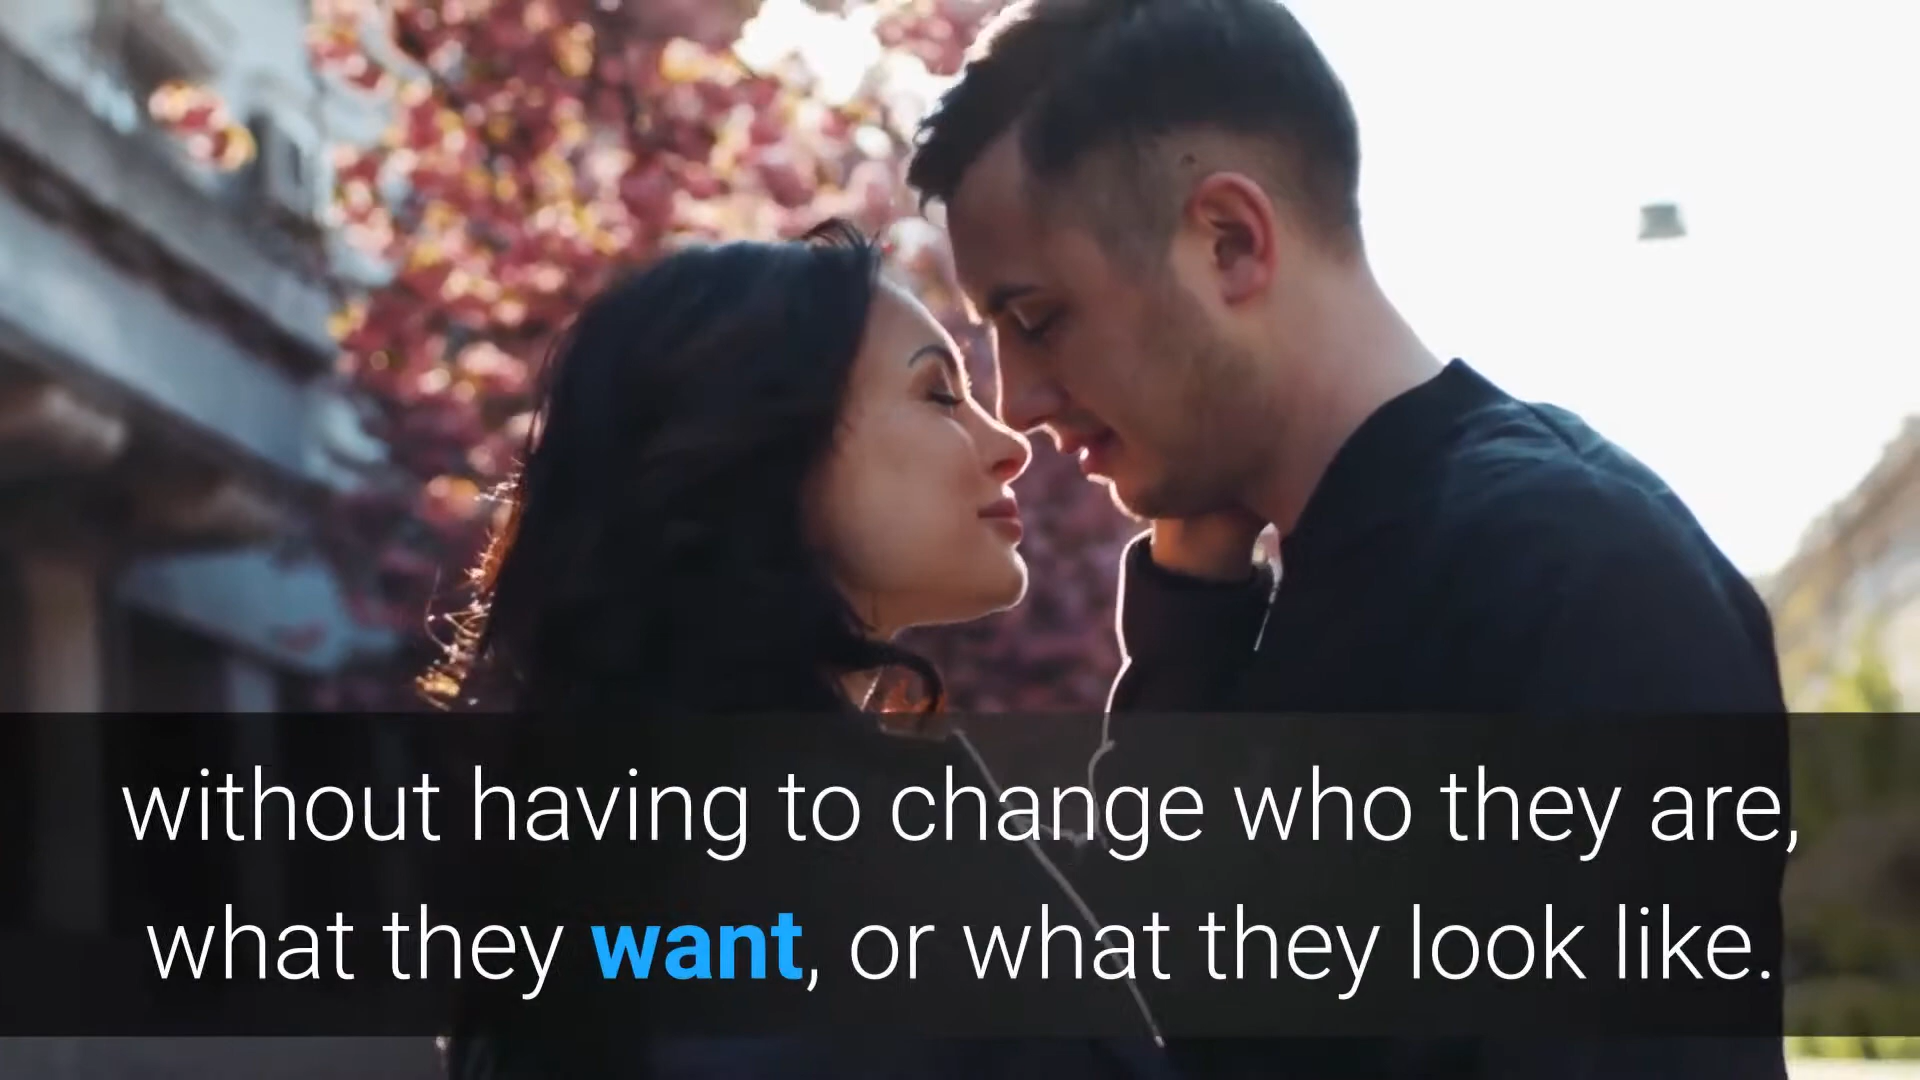 without having to change who they are,
what they want, or what they look like.